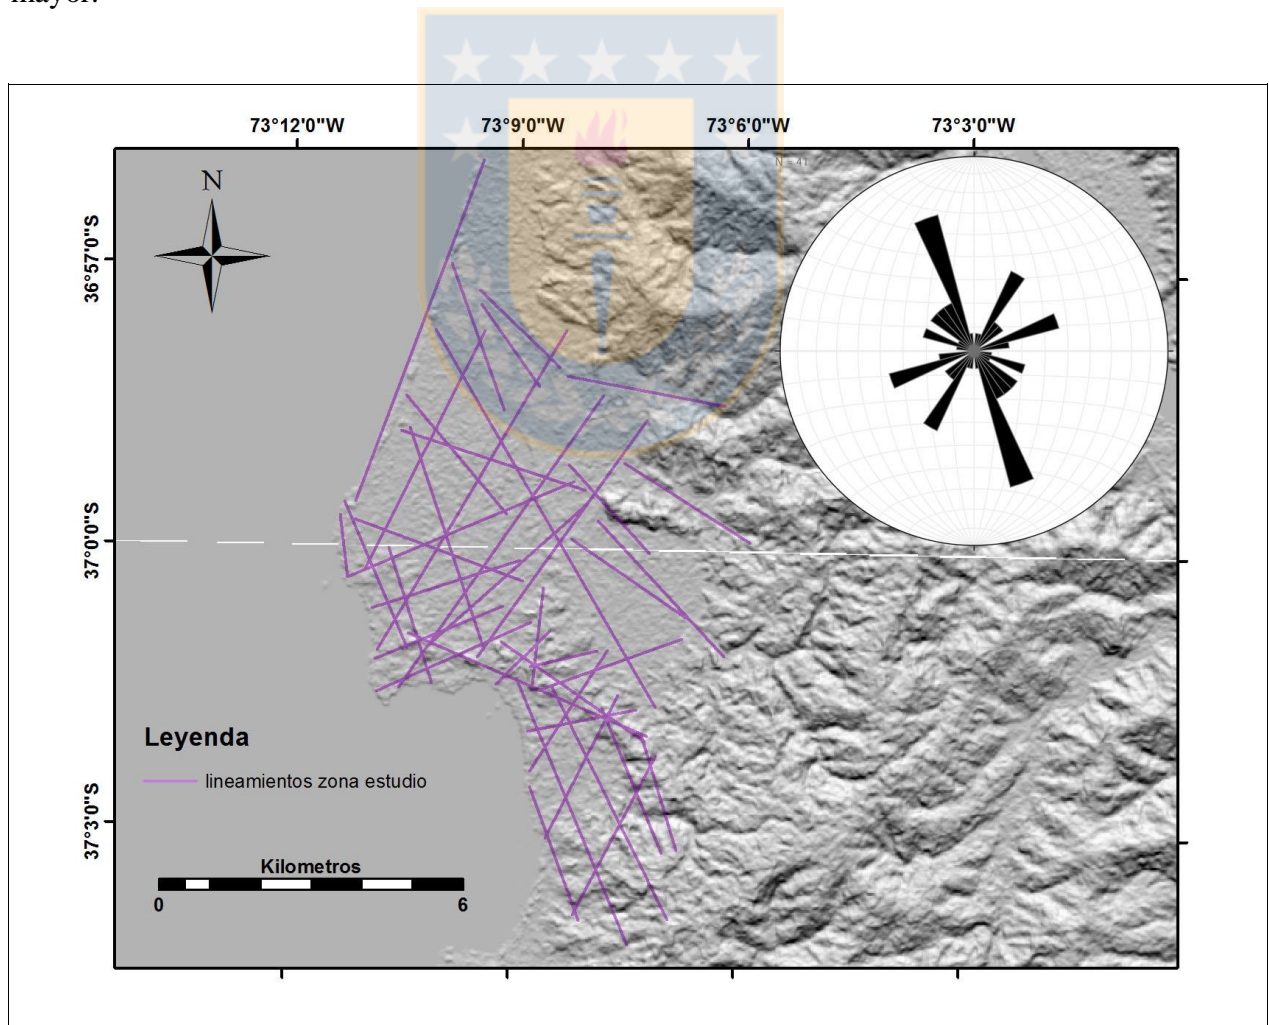 mayor.
73°12'0"W 73°9'0"W 73°6'0"W 73°3'0"W
N = 41
N
36°57'0"S
37°0'0"S
37°3'0"S
Leyenda
lineamientos zona estudio
Kilometros
0 6